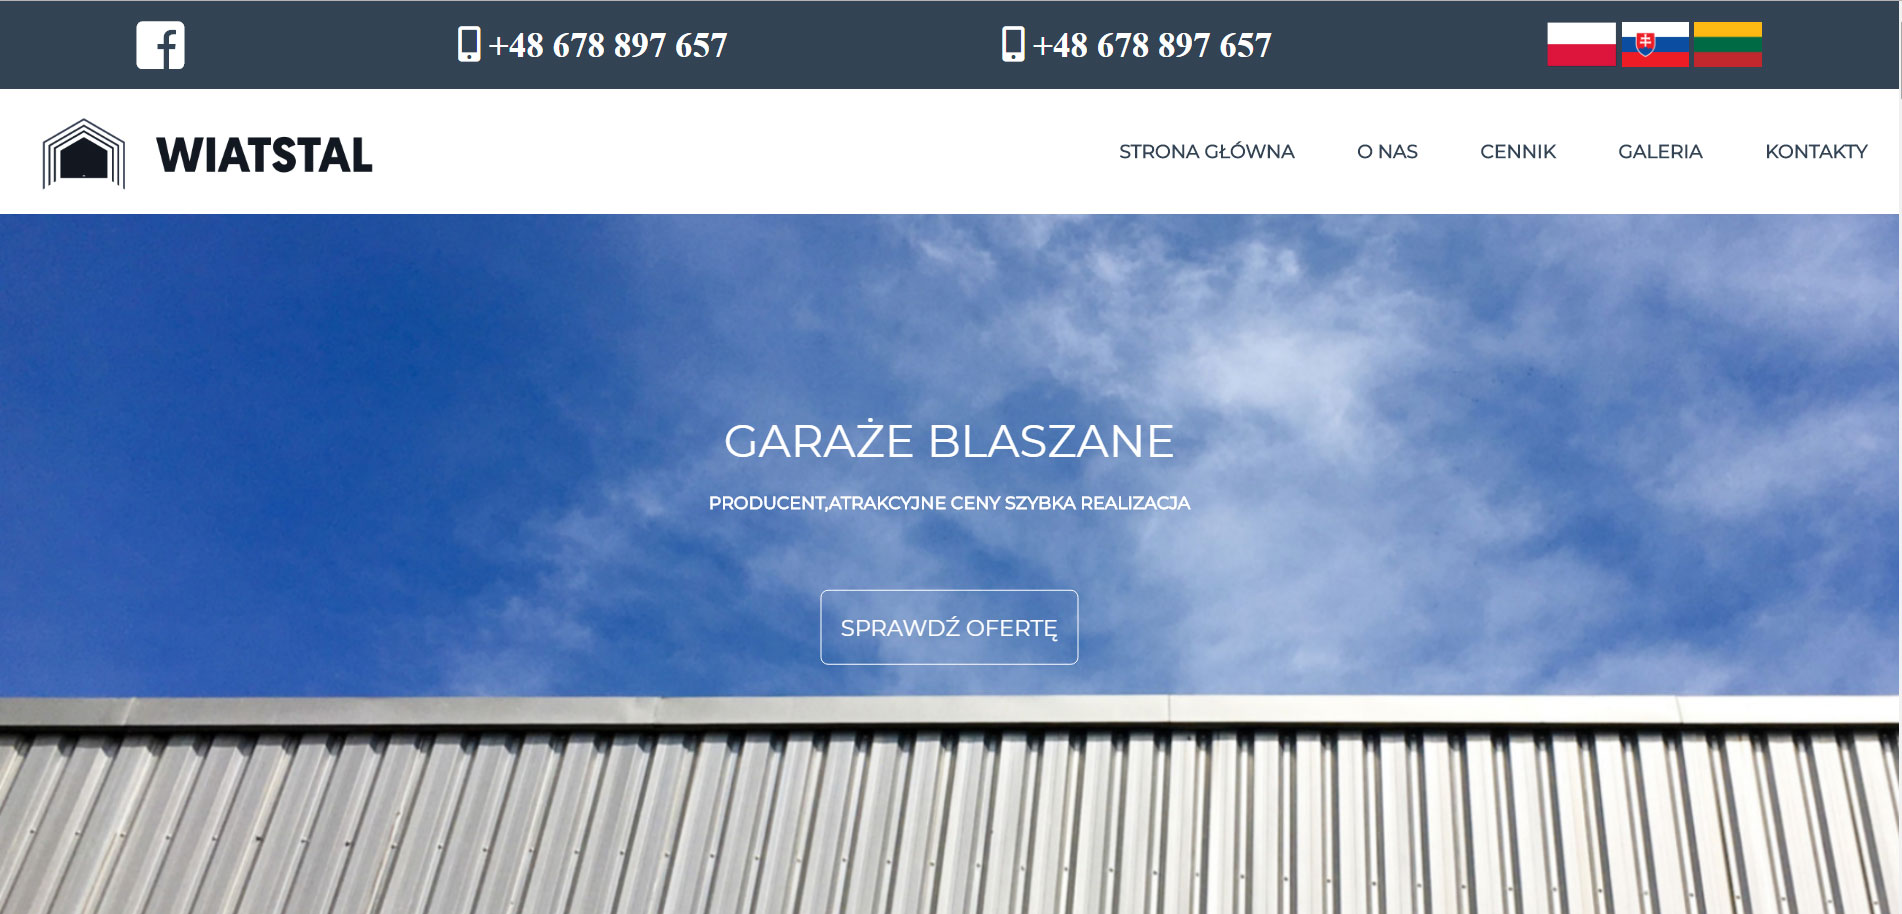 +48 678 897 657
+48 678 897 657
WIATSTAL
STRONA GŁÓWNA
O NAS
CENNIK
GALERIA
KONTAKTY
GARAŻE BLASZANE
PRODUCENT,ATRAKCYJNE CENY SZYBKA REALIZACJA
SPRAWDŹ OFERTĘ